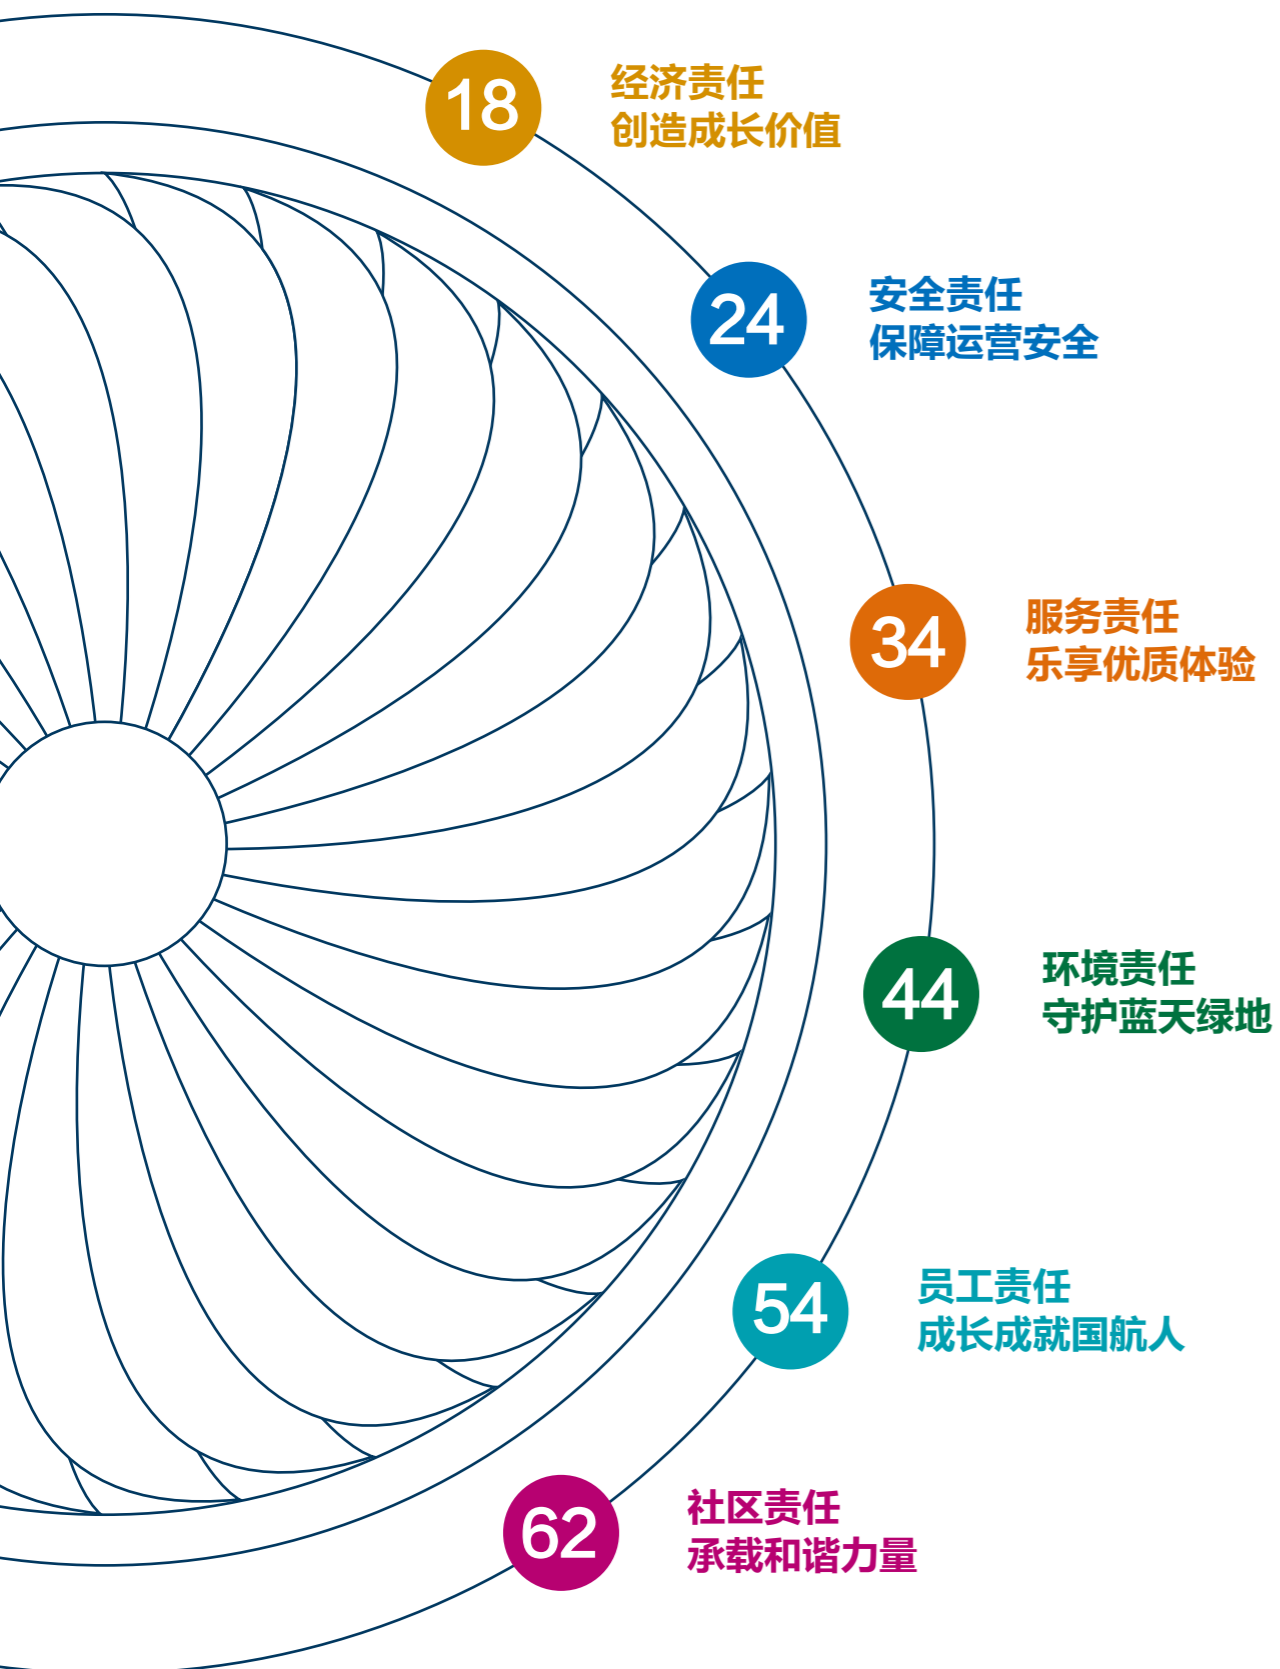 18
经济责任
创造成长价值
24
安全责任
保障运营安全
34
服务责任
乐享优质体验
44
环境责任
守护蓝天绿地
54
员工责任
成长成就国航人
62
社区责任
承载和谐力量